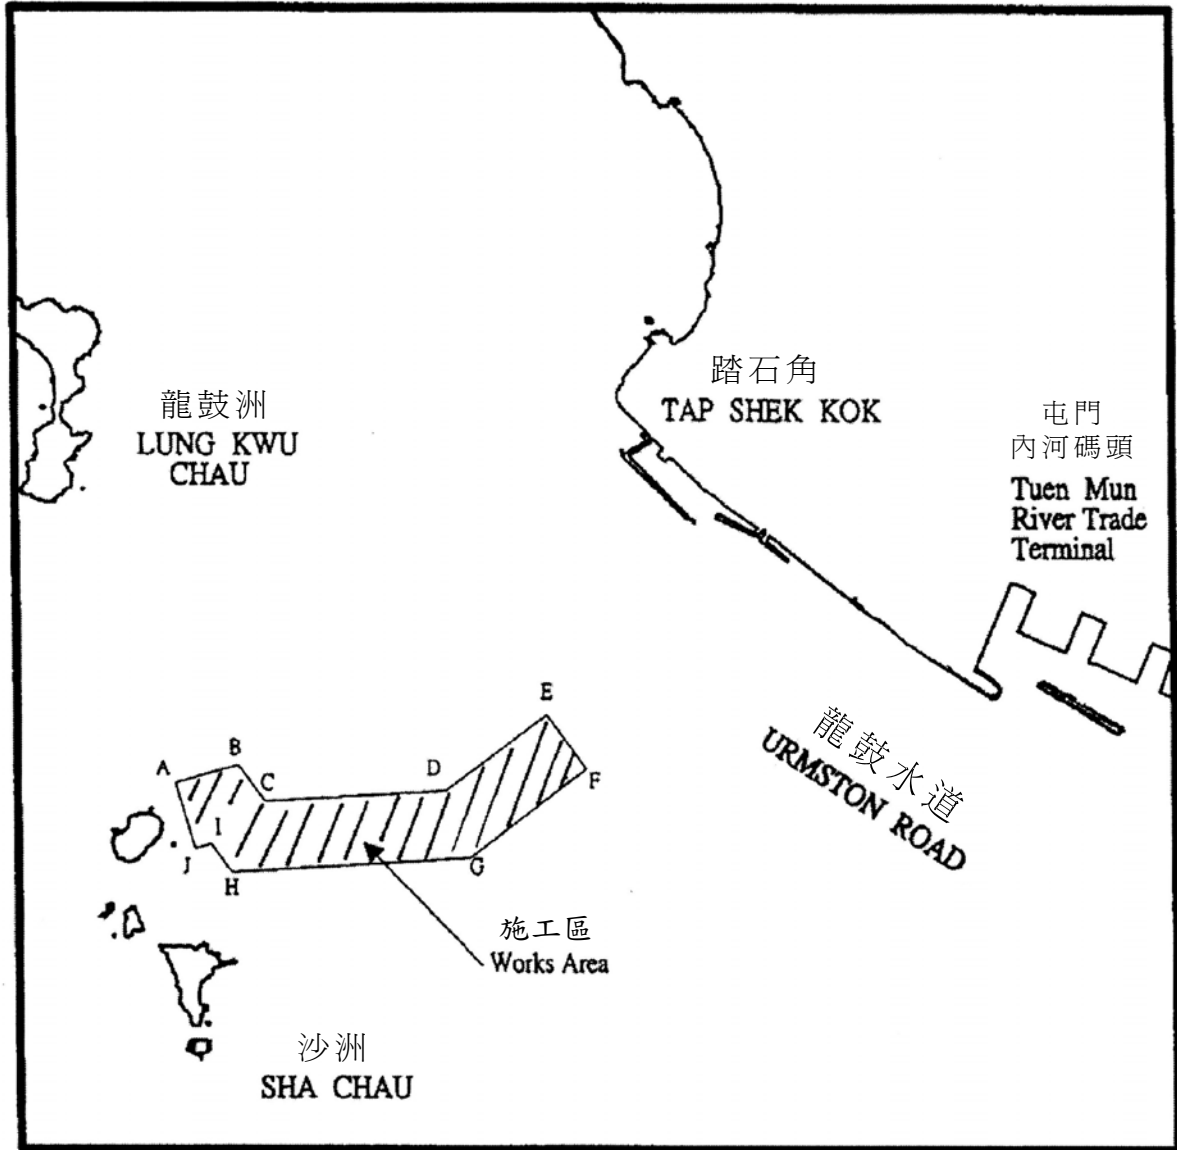 踏石角
TAP SHEK KOK
龍鼓洲
LUNG KWU
CHAU
屯門
內河碼頭
Tuen Mun
River Trade
Terminal
E
龍鼓水道
URMSTON ROAD
B
A
C
D
F
I
J
H
G
施工區
Works Area
沙洲
SHA CHAU